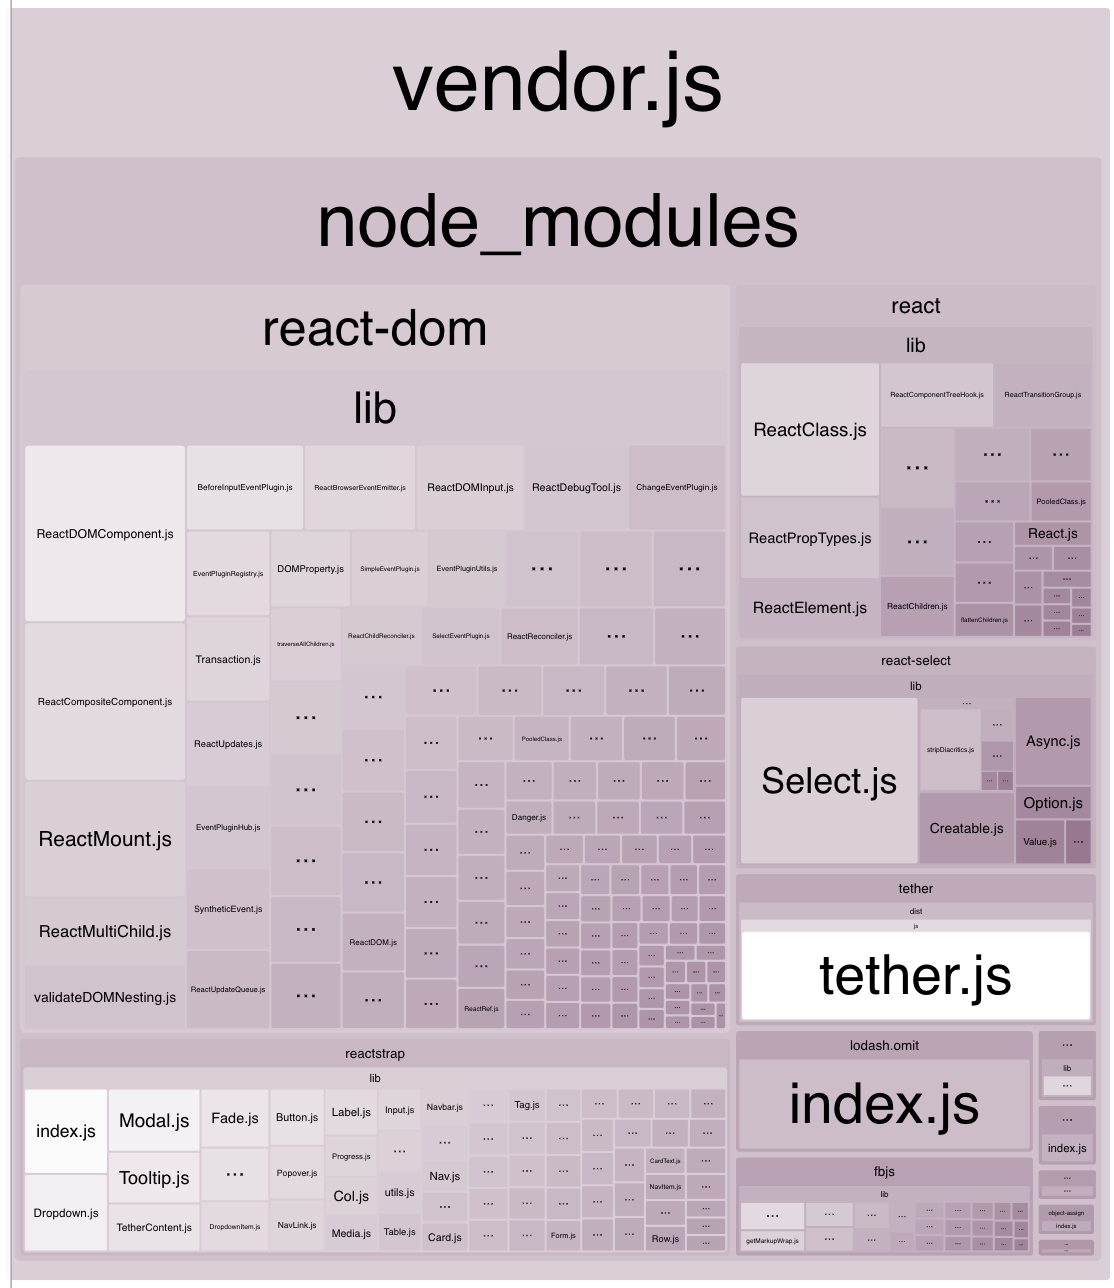 vendor.js
node_modules
react-dom
lib
ReactDOMComponent.js
BeforeInputEventPlugin.js
ReactBrowserEventEmitter.js
ReactDOMInput.js
ReactDebugTool.js
ChangeEventPlugin.js
EventPluginRegistry.js
DOMProperty.js
SimpleEventPlugin.js
EventPluginUtils.js
...
...
...
Transaction.js
traverseAllChildren.js
ReactChildReconciler.js
SelectEventPlugin.js
ReactReconciler.js
...
...
ReactCompositeComponent.js
ReactUpdates.js
PooledClass.js
ReactMount.js
EventPluginHub.js
Danger.js
ReactMultiChild.js
SyntheticEvent.js
ReactDOM.js
validateDOMNesting.js
ReactUpdateQueue.js
ReactRef.js
react
lib
ReactClass.js
ReactComponentTreeHook.js
ReactTransitionGroup.js
...
...
...
...
PooledClass.js
ReactPropTypes.js
...
...
React.js
ReactElement.js
ReactChildren.js
flattenChildren.js
react-select
lib
Select.js
...
stripDiacritics.js
...
...
Async.js
Creatable.js
Option.js
Value.js
...
tether
dist
js
tether.js
reactstrap
lib
index.js
Modal.js
Fade.js
Button.js
Label.js
Input.js
Navbar.js
...
Tag.js
...
Tooltip.js
...
Popover.js
Progress.js
...
...
Nav.js
CardText.js
Dropdown.js
Col.js
utils.js
NavItem.js
TetherContent.js
DropdownItem.js
NavLink.js
Media.js
Table.js
Card.js
Form.js
Row.js
lodash.omit
index.js
fbjs
lib
...
getMarkupWrap.js
...
lib
...
...
index.js
...
...
object-assign
index.js